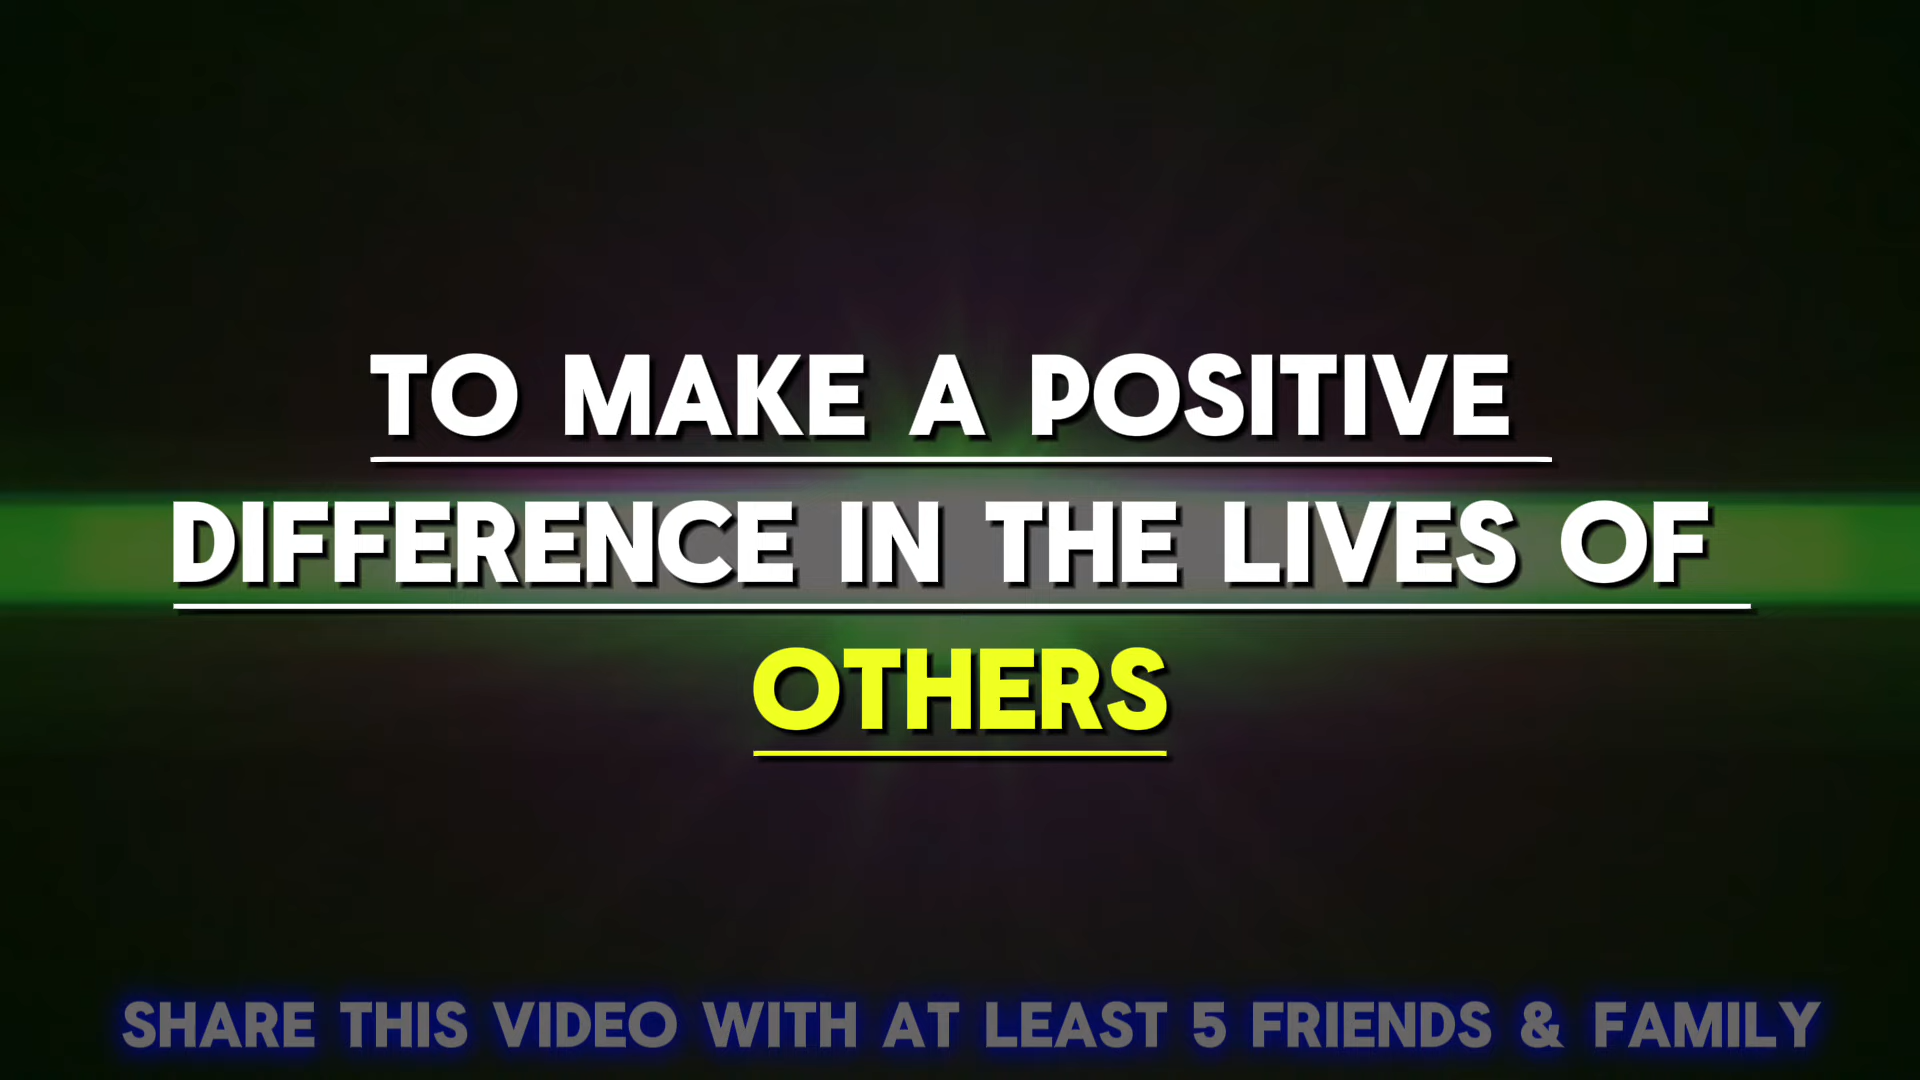 TO MAKE A POSITIVE
DIFFERENCE IN THE LIVES OF
OTHERS
SHARE THIS VIDEO WITH AT LEAST 5 FRIENDS & FAMILY